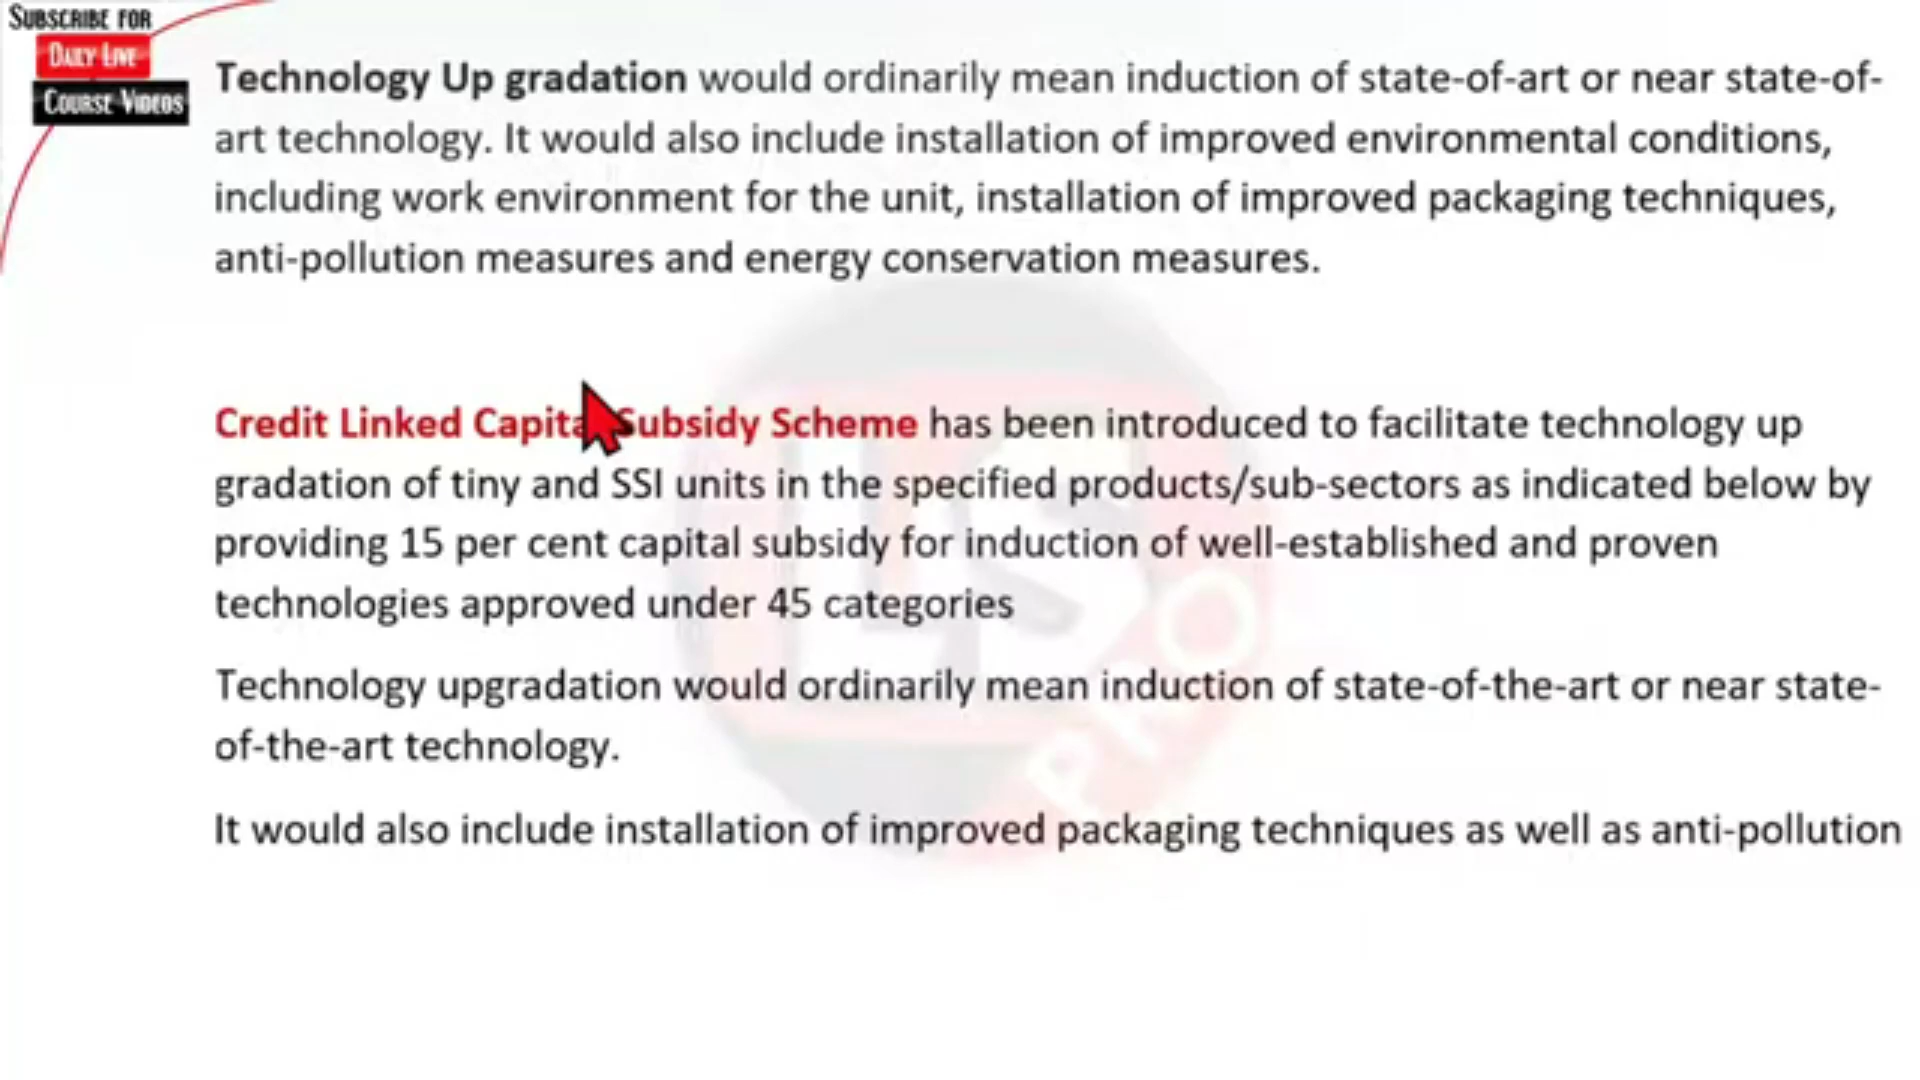 SUBSCRIBE FOR
DAILY LIVE
COURSE VIDEOS
Technology Up gradation would ordinarily mean induction of state-of-art or near state-of-
art technology. It would also include installation of improved environmental conditions,
including work environment for the unit, installation of improved packaging techniques,
anti-pollution measures and energy conservation measures.
Credit Linked Capital Subsidy Scheme has been introduced to facilitate technology up
gradation of tiny and SSI units in the specified products/sub-sectors as indicated below by
providing 15 per cent capital subsidy for induction of well-established and proven
technologies approved under 45 categories
Technology upgradation would ordinarily mean induction of state-of-the-art or near state-
of-the-art technology.
It would also include installation of improved packaging techniques as well as anti-pollution
PRO